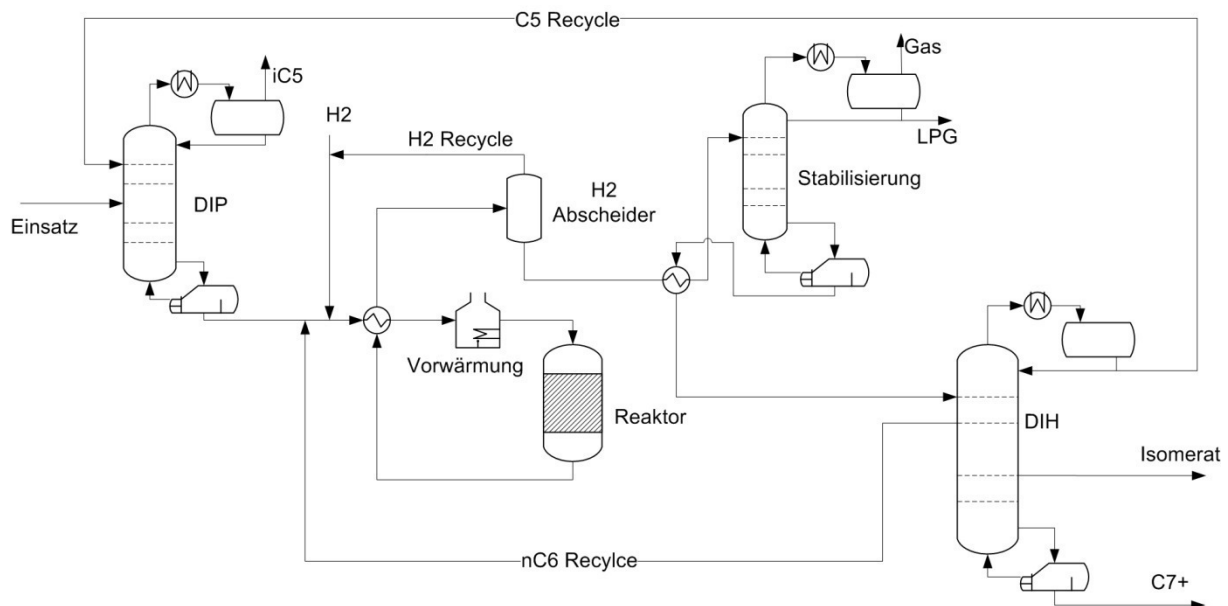 C5 Recycle
iC5
Gas
H2
H2 Recycle
LPG
H2
Abscheider
Stabilisierung
DIP
Einsatz
Vorwärmung
Reaktor
DIH
Isomerat
nC6 Recylce
C7+